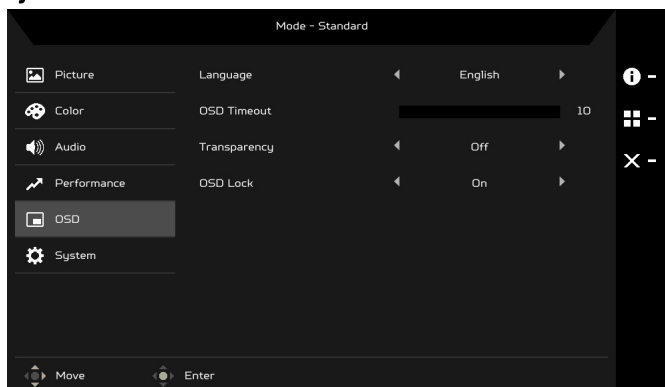 Mode - Standard
Picture
Language English
Color
OSD Timeout 10
Audio
Transparency Off
Performance
OSD Lock On
OSD
System
Move Enter